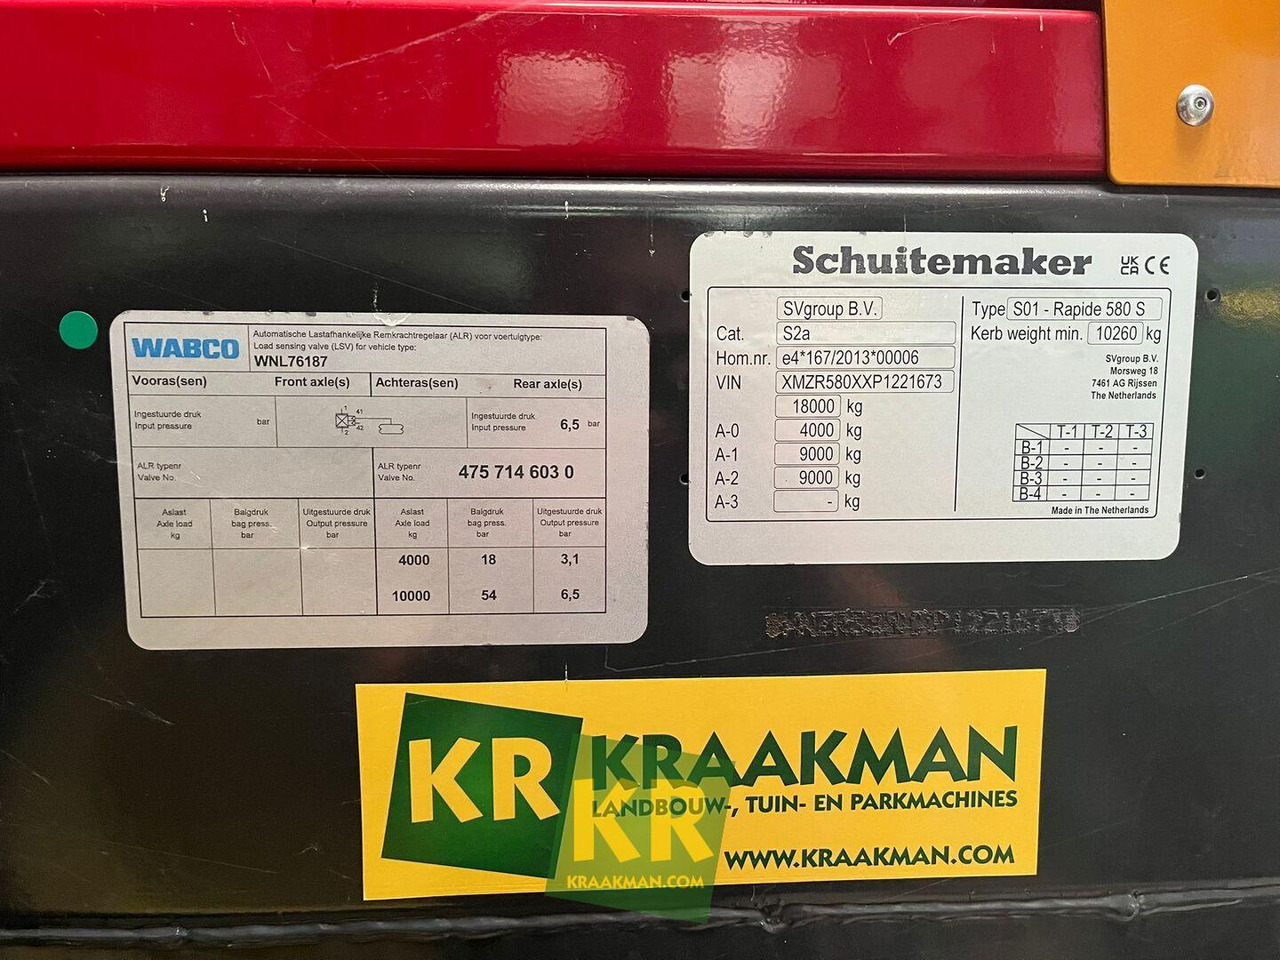 WABCO
Automatische Lastafhankelijke Remkrachtregelaar (ALR) voor voertuigtype:
Load sensing valve (LSV) for vehicle type:
WNL76187
Vooras(sen) Front axle(s) Achteras(sen) Rear axle(s)
Ingestuurde druk
Input pressure bar
1 41
42
2
Ingestuurde druk
Input pressure 6,5 bar
ALR typenr
Valve No.
ALR typenr
Valve No. 475 714 603 0
Aslast Balgdruk Uitgestuurde druk Aslast Balgdruk Uitgestuurde druk
Axle load bag press. Output pressure Axle load bag press. Output pressure
kg bar bar kg bar bar
4000 18 3,1
10000 54 6,5
Schuitemaker UK CA CE
SVgroup B.V.
Cat. S2a
Hom.nr. e4*167/2013*00006
VIN XMZR580XXP1221673
18000 kg
A-0 4000 kg
A-1 9000 kg
A-2 9000 kg
A-3 - kg
Type S01 - Rapide 580 S
Kerb weight min. 10260 kg
SVgroup B.V.
Morsweg 18
7461 AG Rijssen
The Netherlands
T-1 T-2 T-3
B-1 - - -
B-2 - - -
B-3 - - -
B-4 - - -
Made in The Netherlands
KR KRAAKMAN
LANDBOUW-, TUIN- EN PARKMACHINES
WWW.KRAAKMAN.COM
KR
KRAAKMAN.COM